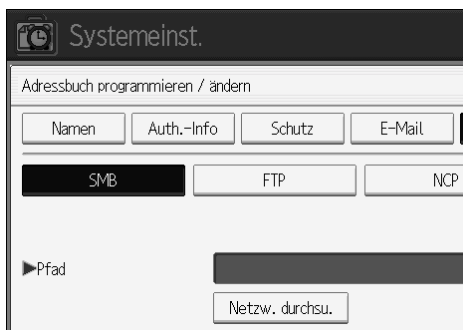 Systemeinst.
Adressbuch programmieren / ändern
Namen Auth.-Info Schutz E-Mail
SMB FTP NCP
▶Pfad
Netzw. durchsu.